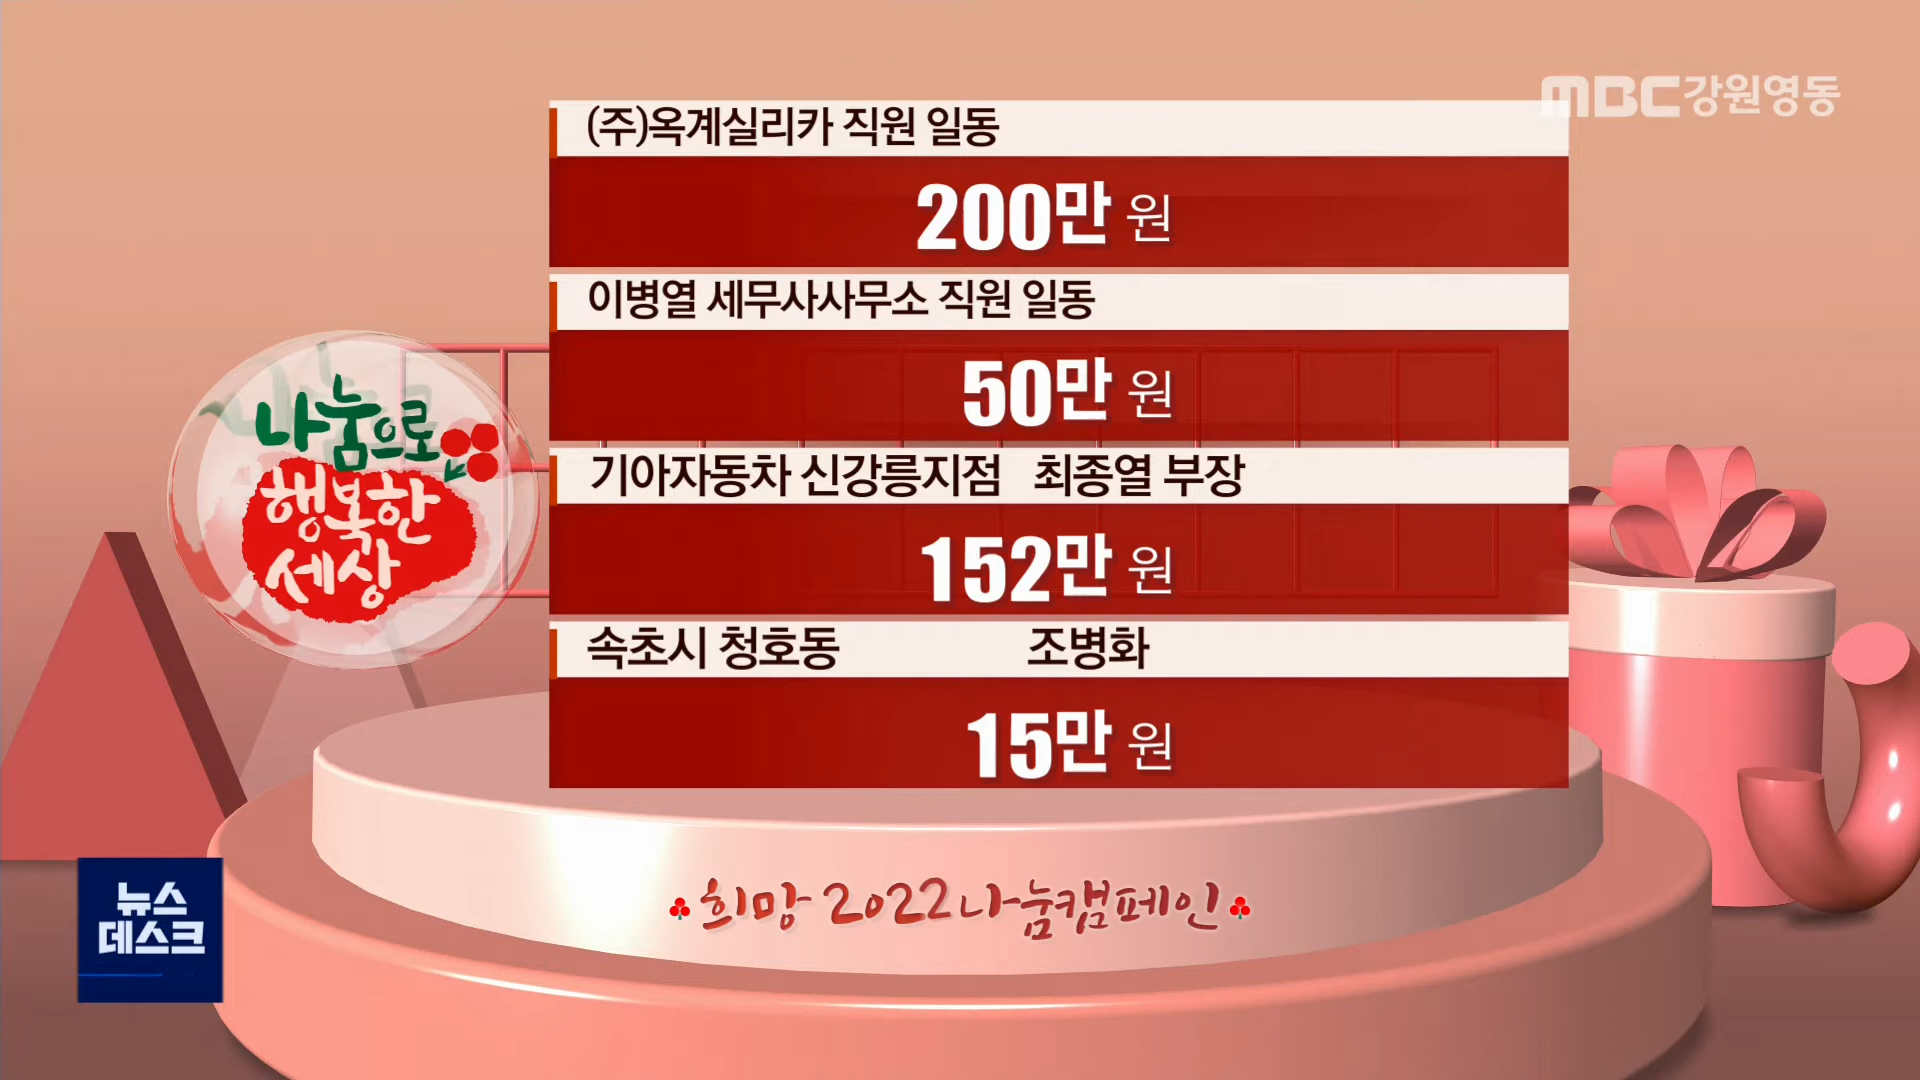 MBC강원영동
(주)옥계실리카 직원 일동
200만 원
이병열 세무사사무소 직원 일동
50만 원
기아자동차 신강릉지점 최종열 부장
152만 원
속초시 청호동 조병화
15만 원
나눔으로
행복한
세상
희망 2022 나눔캠페인
뉴스
데스크